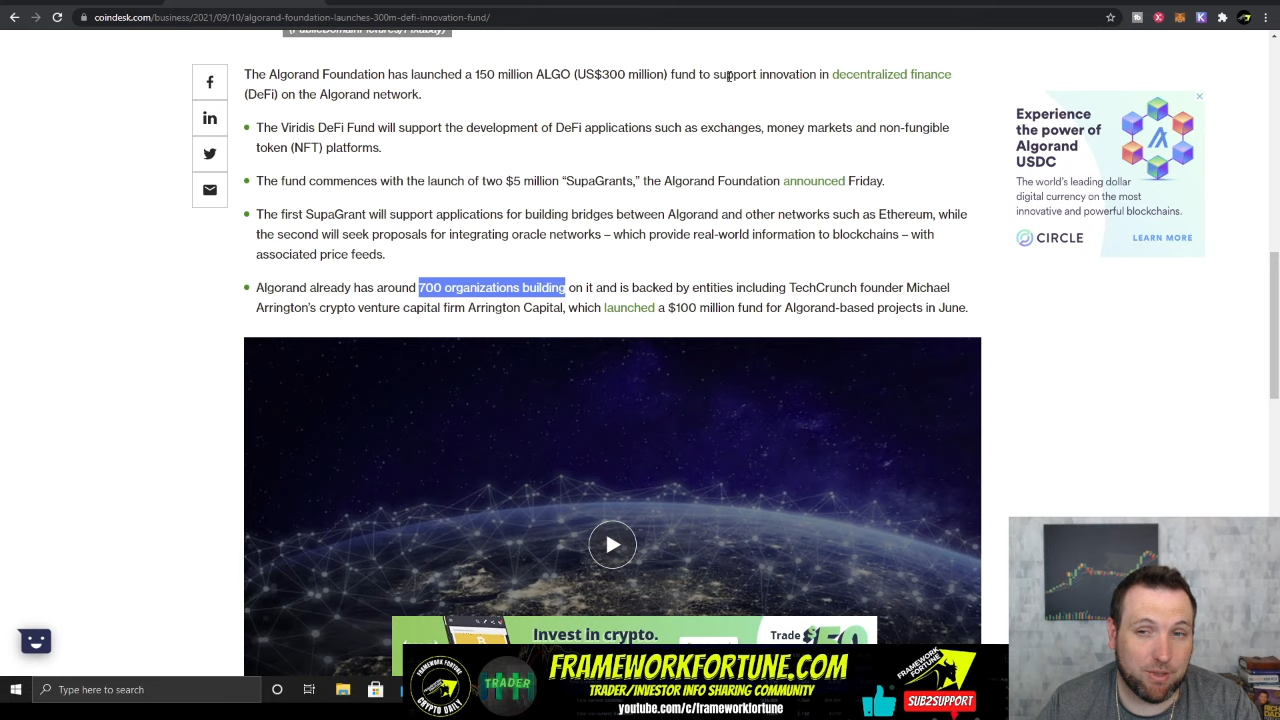 coindesk.com/business/2021/09/10/algorand-foundation-launches-300m-defi-innovation-fund/
(PublicDomainPictures/Pixabay)
The Algorand Foundation has launched a 150 million ALGO (US$300 million) fund to support innovation in decentralized finance
(DeFi) on the Algorand network.
The Viridis DeFi Fund will support the development of DeFi applications such as exchanges, money markets and non-fungible
token (NFT) platforms.
The fund commences with the launch of two $5 million “SupaGrants,” the Algorand Foundation announced Friday.
The first SupaGrant will support applications for building bridges between Algorand and other networks such as Ethereum, while
the second will seek proposals for integrating oracle networks – which provide real-world information to blockchains – with
associated price feeds.
Algorand already has around 700 organizations building on it and is backed by entities including TechCrunch founder Michael
Arrington’s crypto venture capital firm Arrington Capital, which launched a $100 million fund for Algorand-based projects in June.
Experience
the power of
Algorand
USDC
The world's leading dollar
digital currency on the most
innovative and powerful blockchains.
CIRCLE
LEARN MORE
Invest in crypto.
Trade
$50
Type here to search
FRAMEWORK FORTUNE
CRYPTO DAILY
TRADER
FRAMEWORKFORTUNE.COM
TRADER/INVESTOR INFO SHARING COMMUNITY
youtube.com/c/frameworkfortune
FRAMEWORK
FORTUNE
SUB2SUPPORT